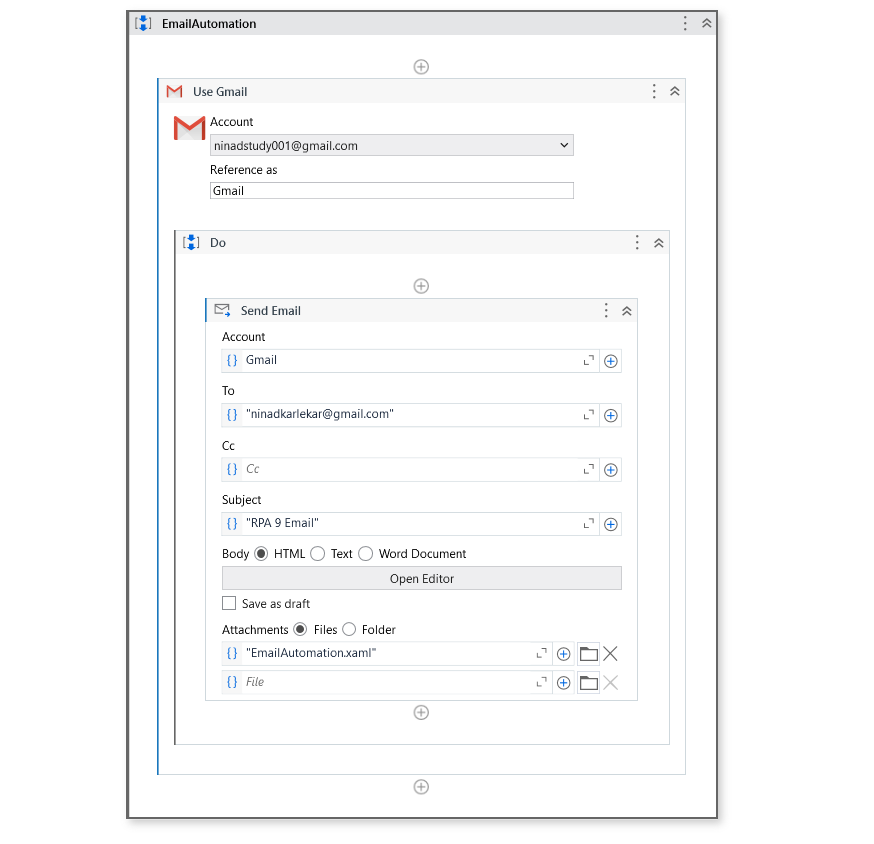 EmailAutomation
Use Gmail
Account
ninadstudy001@gmail.com
Reference as
Gmail
Do
Send Email
Account
{} Gmail
To
{} "ninadkarlekar@gmail.com"
Cc
{} Cc
Subject
{} "RPA 9 Email"
Body HTML Text Word Document
Open Editor
Save as draft
Attachments Files Folder
{} "EmailAutomation.xaml"
{} File